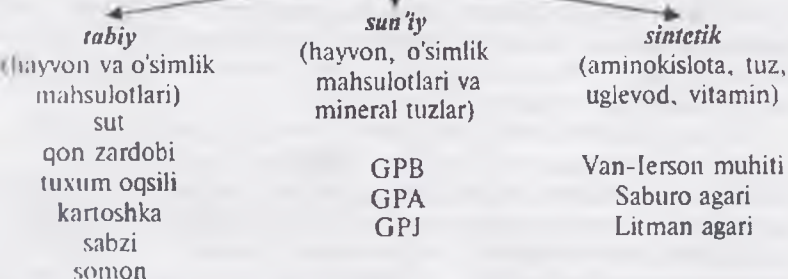 tabiy
(hayvon va o'simlik
mahsulotlari)
sut
qon zardobi
tuxum oqsili
kartoshka
sabzi
somon
sun'iy
(hayvon, o'simlik
mahsulotlari va
mineral tuzlar)
GPB
GPA
GPJ
sintetik
(aminokislota, tuz,
uglevod, vitamin)
Van-Ierson muhiti
Saburo agari
Litman agari